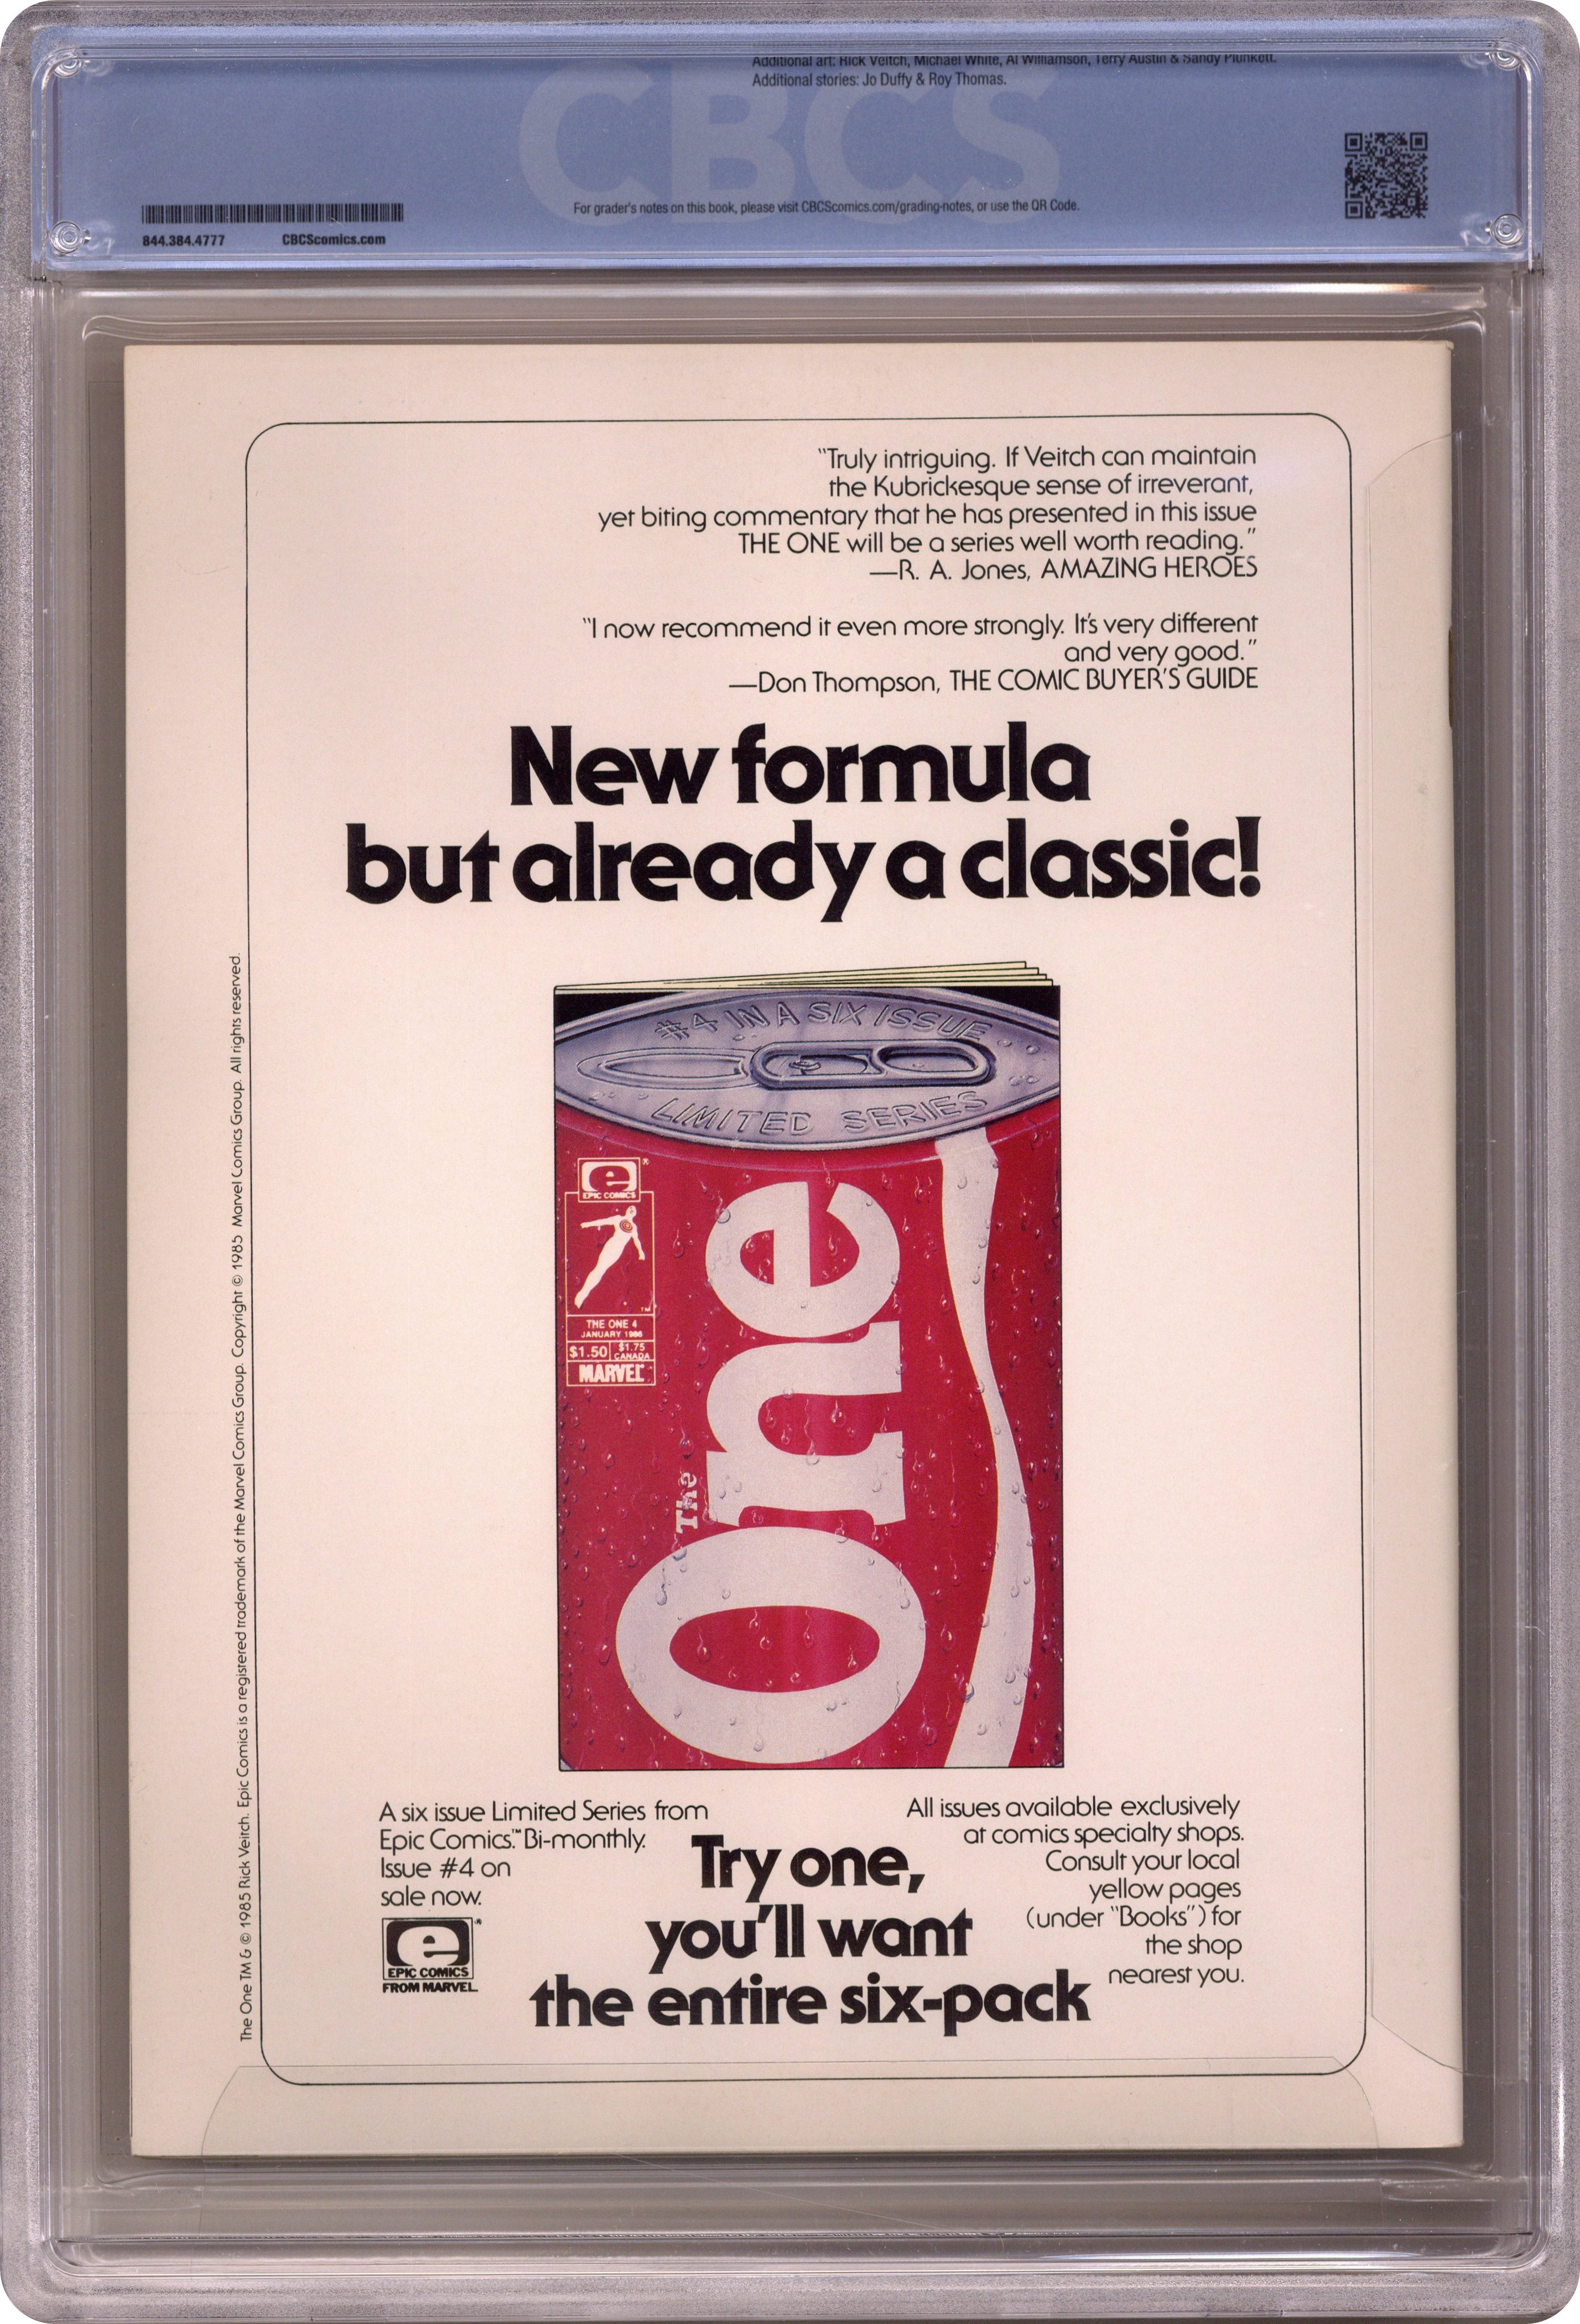 Additional art: Rick Veitch, Michael White, Al Williamson, Terry Austin & Sandy Plunkett.
Additional stories: Jo Duffy & Roy Thomas.
CBCS
For grader's notes on this book, please visit CBCScomics.com/grading-notes, or use the QR Code.
844.384.4777 CBCScomics.com
"Truly intriguing. If Veitch can maintain
the Kubrickesque sense of irreverant,
yet biting commentary that he has presented in this issue
THE ONE will be a series well worth reading."
—R. A. Jones, AMAZING HEROES
"I now recommend it even more strongly. It's very different
and very good."
—Don Thompson, THE COMIC BUYER'S GUIDE
New formula
but already a classic!
#4 IN A SIX ISSUE
LIMITED SERIES
e®
EPIC COMICS
TM
THE ONE 4
JANUARY 1986
$1.50 $1.75
CANADA
MARVEL
The
One
A six issue Limited Series from
Epic Comics.™ Bi-monthly.
Issue #4 on
sale now.
e®
EPIC COMICS
FROM MARVEL
Try one,
you'll want
the entire six-pack
All issues available exclusively
at comics specialty shops.
Consult your local
yellow pages
(under "Books") for
the shop
nearest you.
The One TM & © 1985 Rick Veitch. Epic Comics is a registered trademark of the Marvel Comics Group. Copyright © 1985 Marvel Comics Group. All rights reserved.